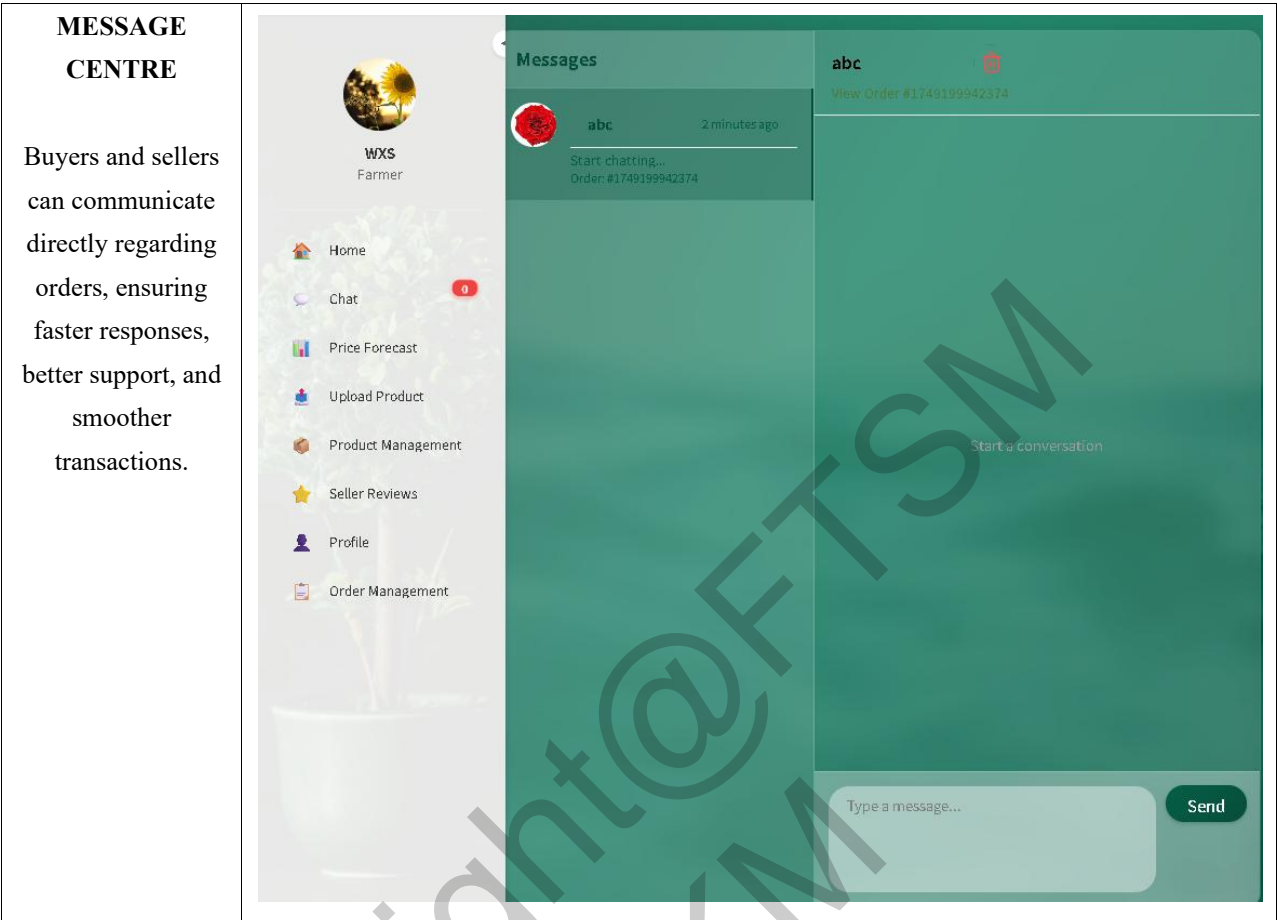 MESSAGE
CENTRE
Buyers and sellers
can communicate
directly regarding
orders, ensuring
faster responses,
better support, and
smoother
transactions.
WXS
Farmer
Home
Chat
0
Price Forecast
Upload Product
Product Management
Seller Reviews
Profile
Order Management
Messages
abc
2 minutes ago
Start chatting...
Order: #1749199942374
abc
View Order #1749199942374
Start a conversation
Type a message...
Send
ight@FTSM